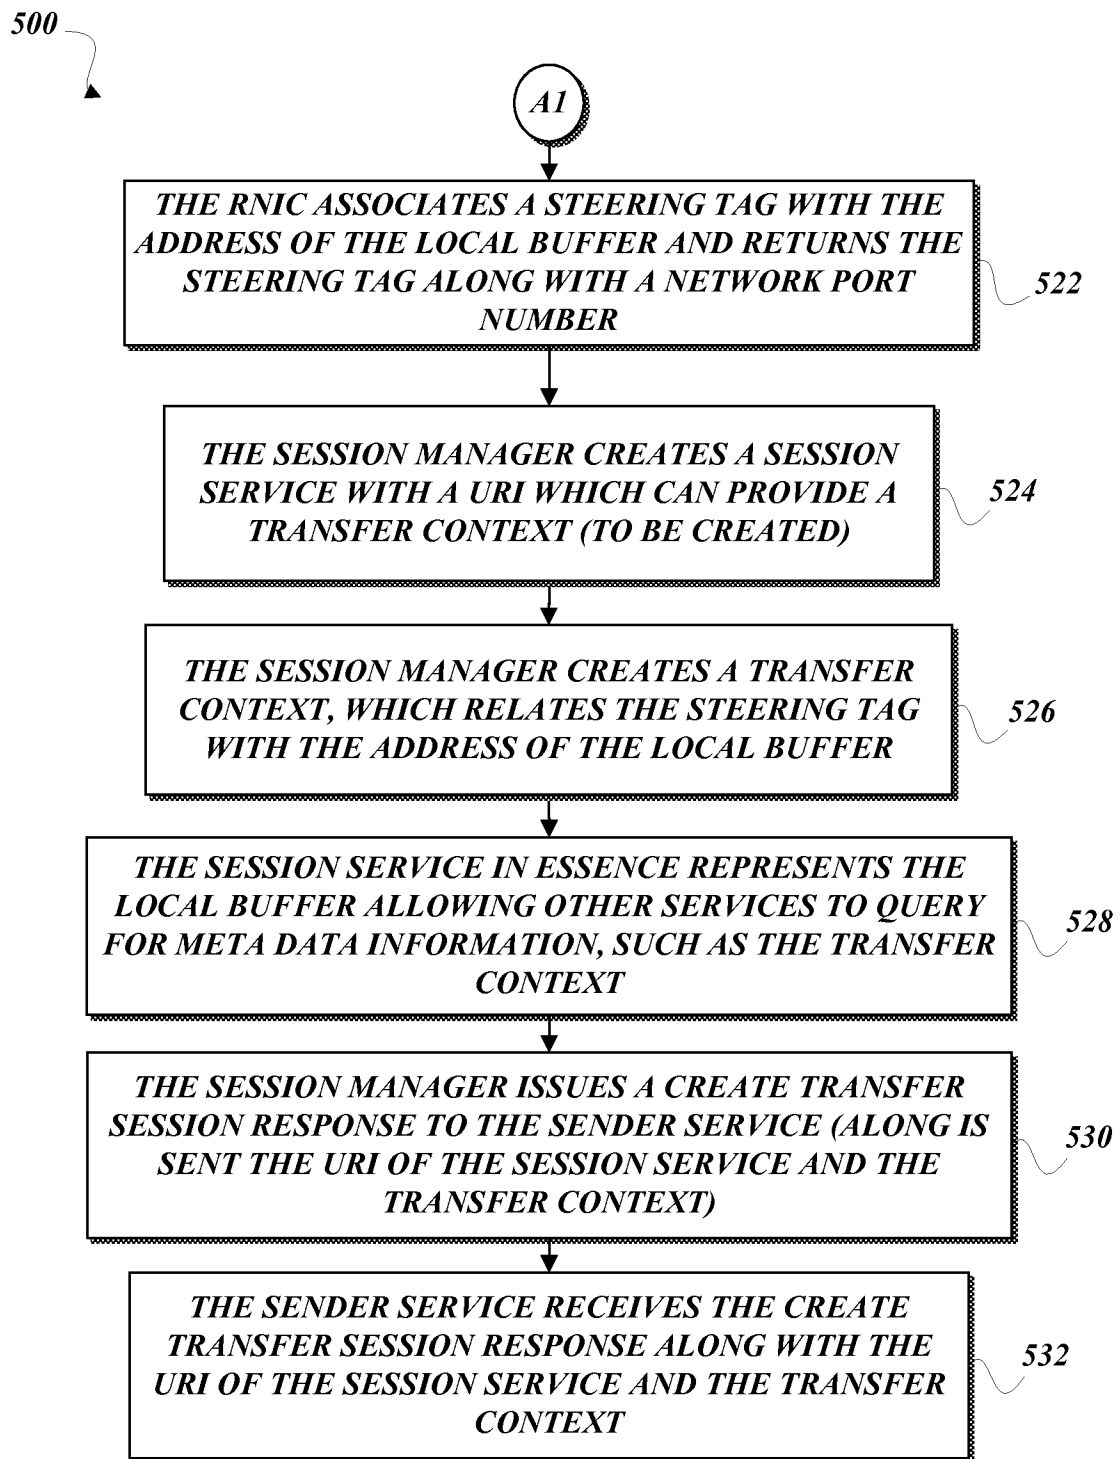 500
A1
THE RNIC ASSOCIATES A STEERING TAG WITH THE
ADDRESS OF THE LOCAL BUFFER AND RETURNS THE
STEERING TAG ALONG WITH A NETWORK PORT
NUMBER
522
THE SESSION MANAGER CREATES A SESSION
SERVICE WITH A URI WHICH CAN PROVIDE A
TRANSFER CONTEXT (TO BE CREATED)
524
THE SESSION MANAGER CREATES A TRANSFER
CONTEXT, WHICH RELATES THE STEERING TAG
WITH THE ADDRESS OF THE LOCAL BUFFER
526
THE SESSION SERVICE IN ESSENCE REPRESENTS THE
LOCAL BUFFER ALLOWING OTHER SERVICES TO QUERY
FOR META DATA INFORMATION, SUCH AS THE TRANSFER
CONTEXT
528
THE SESSION MANAGER ISSUES A CREATE TRANSFER
SESSION RESPONSE TO THE SENDER SERVICE (ALONG IS
SENT THE URI OF THE SESSION SERVICE AND THE
TRANSFER CONTEXT)
530
THE SENDER SERVICE RECEIVES THE CREATE
TRANSFER SESSION RESPONSE ALONG WITH THE
URI OF THE SESSION SERVICE AND THE TRANSFER
CONTEXT
532